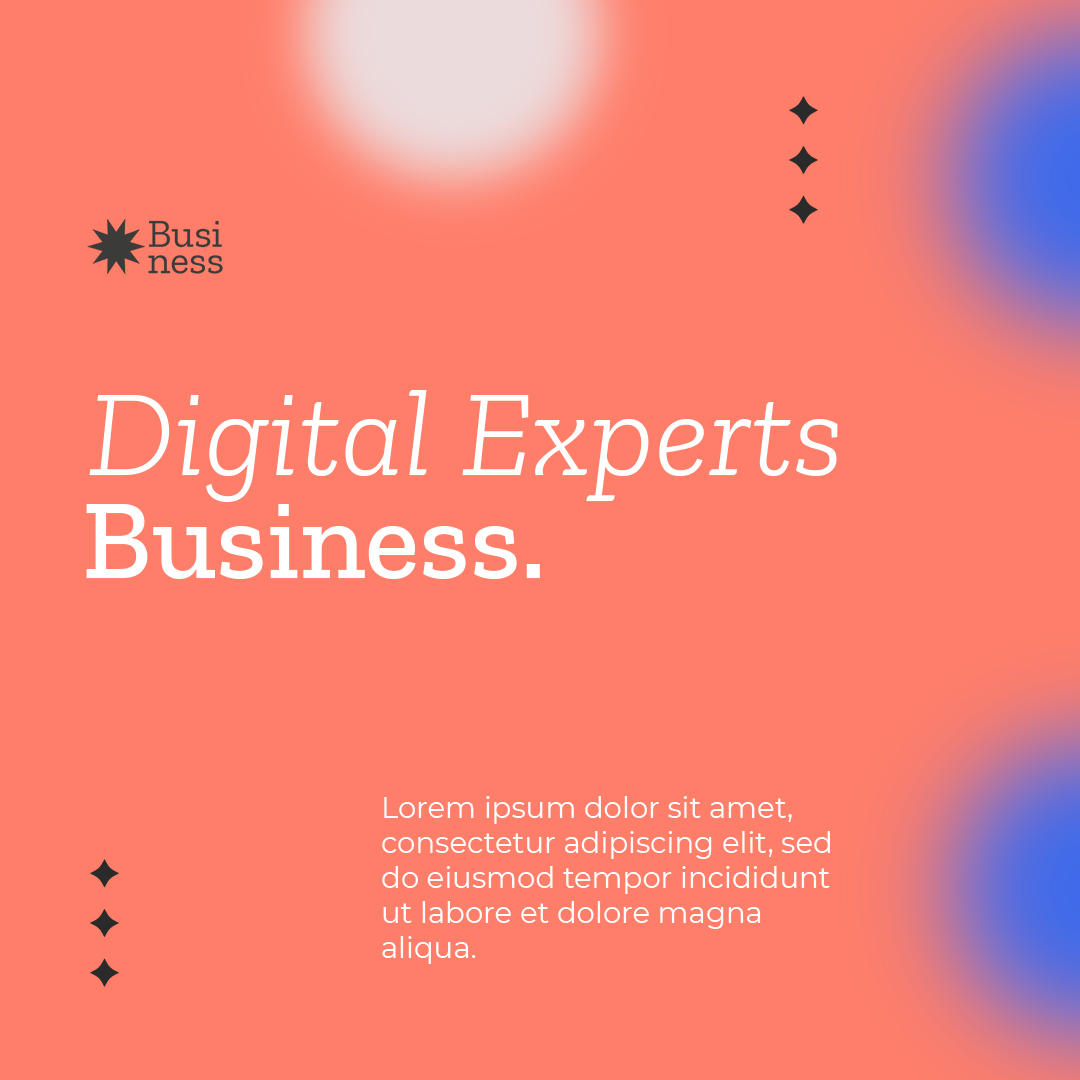 Busi
ness
Digital Experts
Business.
Lorem ipsum dolor sit amet,
consectetur adipiscing elit, sed
do eiusmod tempor incididunt
ut labore et dolore magna
aliqua.